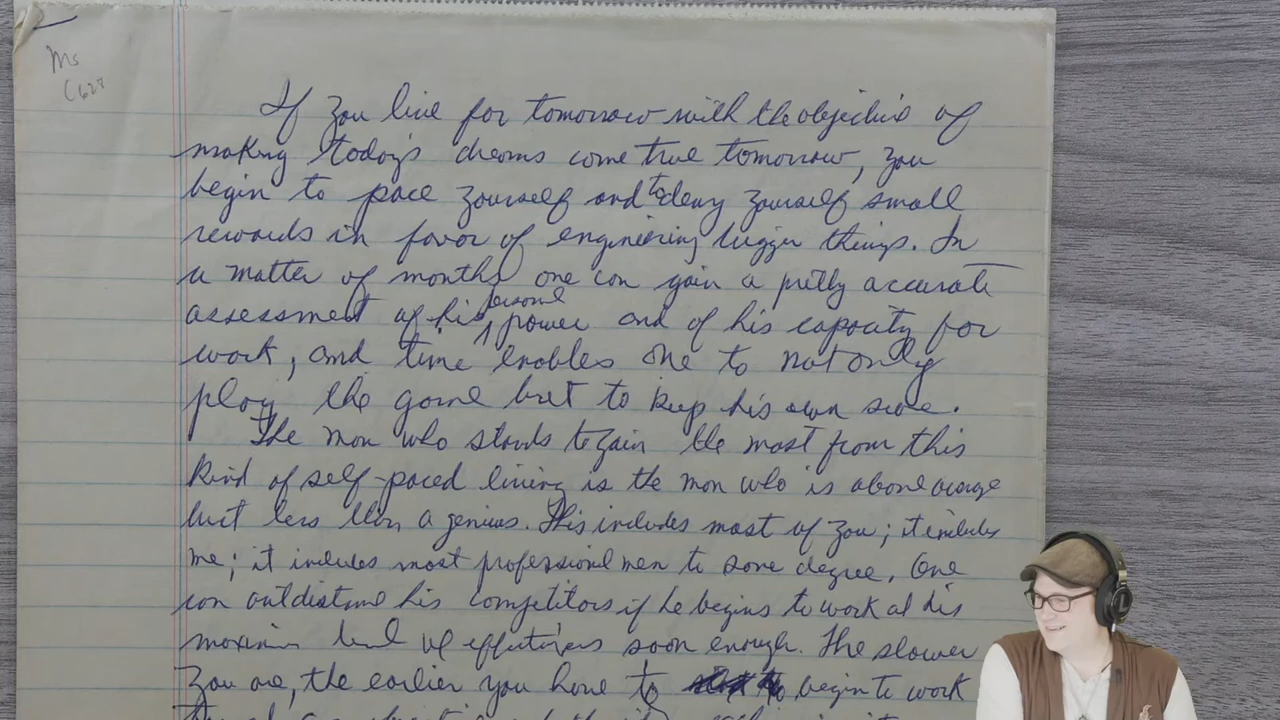 Ms
C628
If you live for tomorrow with the objective of
making today's dreams come true tomorrow, you
begin to pace yourself and to deny yourself small
rewards in favor of engineering bigger things. In
a matter of months one can gain a pretty accurate
assessment of his personal power and of his capacity for
work, and time enables one to not only
play the game but to keep his own score.
The man who stands to gain the most from this
kind of self-paced living is the man who is above average
but less than a genius. This includes most of you; it includes
me; it includes most professional men to some degree. One
can outdistance his competitors if he begins to work at his
maximum level of effectiveness soon enough. The slower
you are, the earlier you have to begin to work